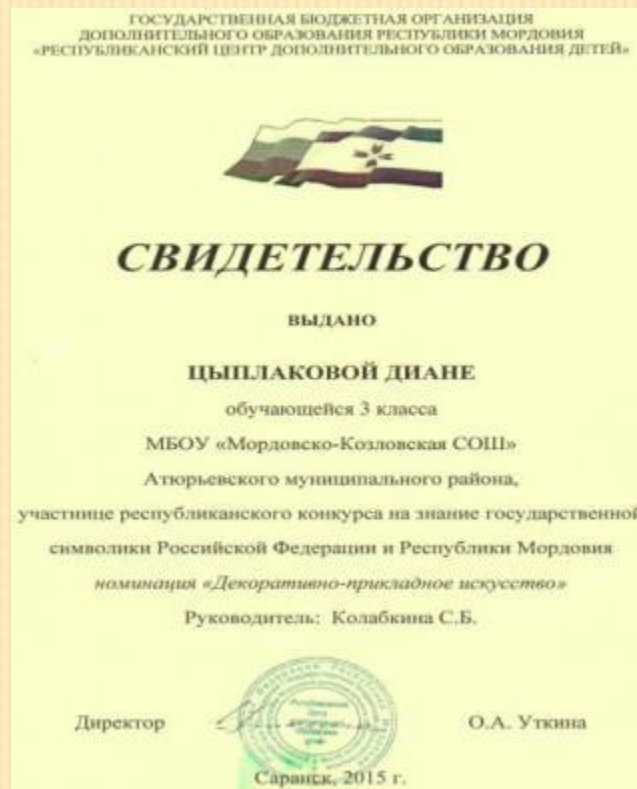 ГОСУДАРСТВЕННАЯ БЮДЖЕТНАЯ ОРГАНИЗАЦИЯ
ДОПОЛНИТЕЛЬНОГО ОБРАЗОВАНИЯ РЕСПУБЛИКИ МОРДОВИЯ
«РЕСПУБЛИКАНСКИЙ ЦЕНТР ДОПОЛНИТЕЛЬНОГО ОБРАЗОВАНИЯ ДЕТЕЙ»
СВИДЕТЕЛЬСТВО
ВЫДАНО
ЦЫПЛАКОВОЙ ДИАНЕ
обучающейся 3 класса
МБОУ «Мордовско-Козловская СОШ»
Атюрьевского муниципального района,
участнице республиканского конкурса на знание государственной
символики Российской Федерации и Республики Мордовия
номинация «Декоративно-прикладное искусство»
Руководитель: Колабкина С.Б.
Директор
О.А. Уткина
Саранск, 2015 г.